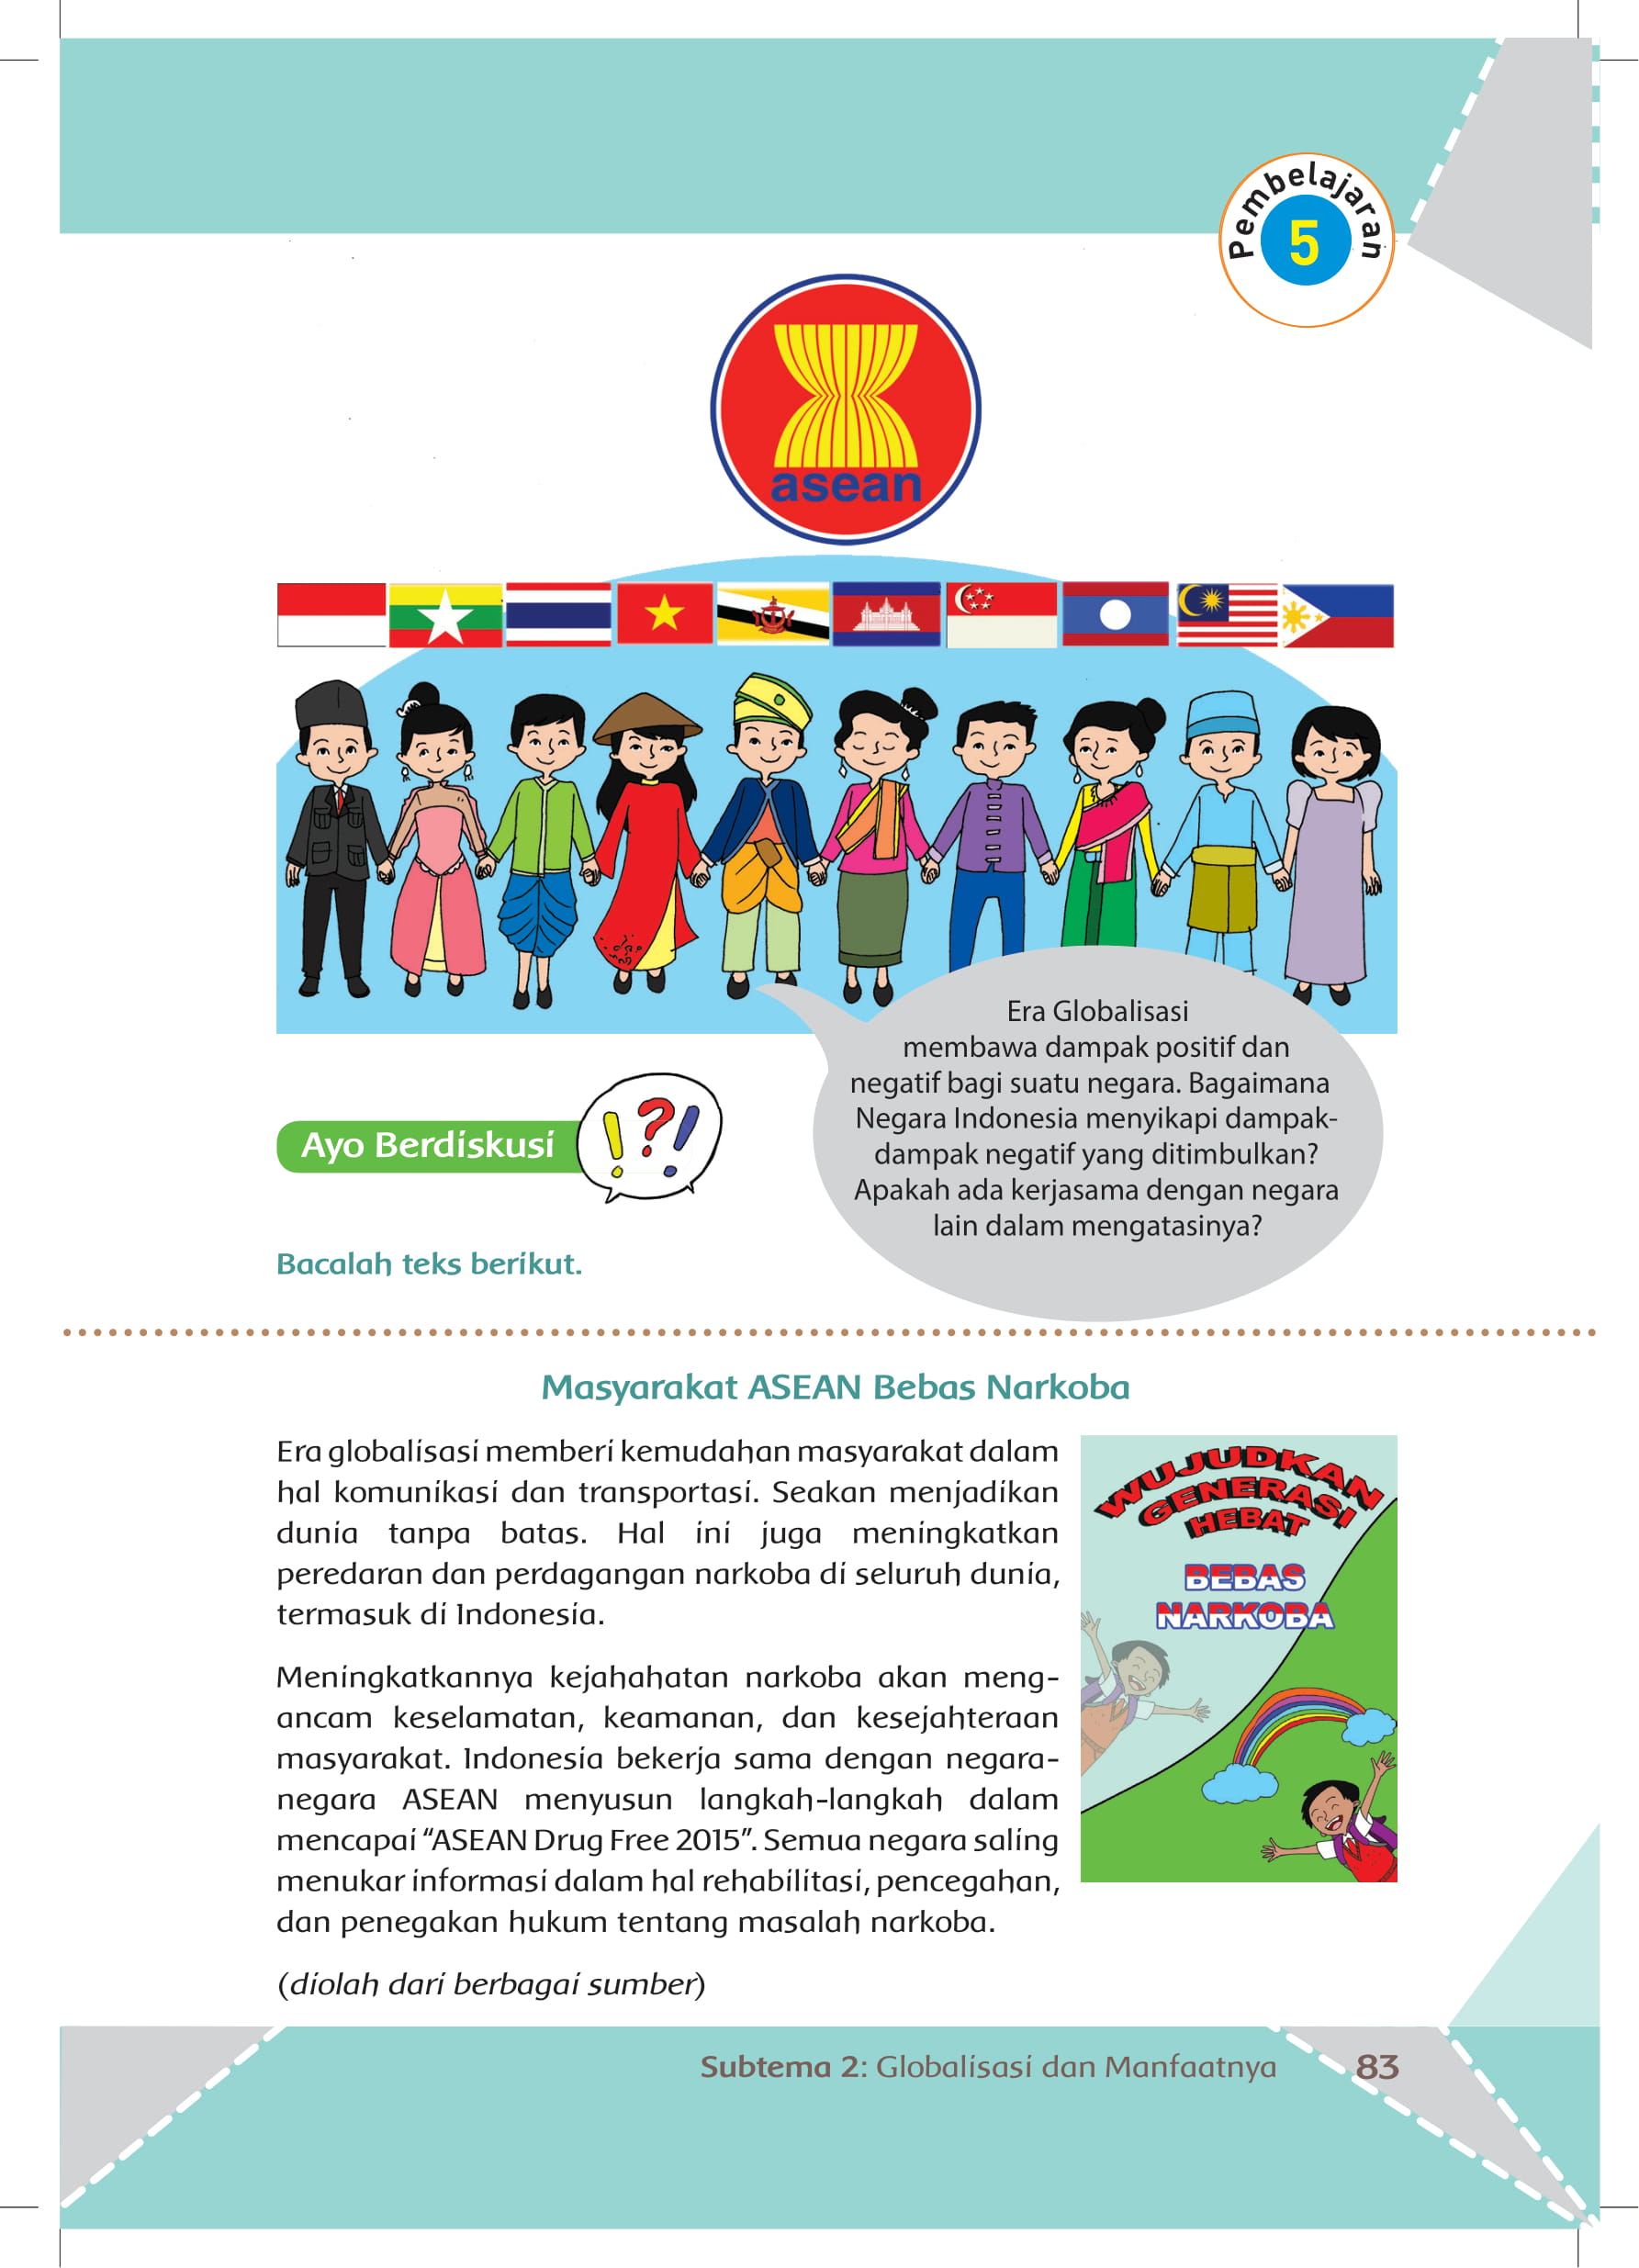 Pembelajaran
5
asean
Era Globalisasi
membawa dampak positif dan
negatif bagi suatu negara. Bagaimana
Negara Indonesia menyikapi dampak-
dampak negatif yang ditimbulkan?
Apakah ada kerjasama dengan negara
lain dalam mengatasinya?
Ayo Berdiskusi
Bacalah teks berikut.
Masyarakat ASEAN Bebas Narkoba
Era globalisasi memberi kemudahan masyarakat dalam
hal komunikasi dan transportasi. Seakan menjadikan
dunia tanpa batas. Hal ini juga meningkatkan
peredaran dan perdagangan narkoba di seluruh dunia,
termasuk di Indonesia.
Meningkatkannya kejahahatan narkoba akan meng-
ancam keselamatan, keamanan, dan kesejahteraan
masyarakat. Indonesia bekerja sama dengan negara-
negara ASEAN menyusun langkah-langkah dalam
mencapai “ASEAN Drug Free 2015”. Semua negara saling
menukar informasi dalam hal rehabilitasi, pencegahan,
dan penegakan hukum tentang masalah narkoba.
(diolah dari berbagai sumber)
WUJUDKAN
GENERASI
HEBAT
BEBAS
NARKOBA
Subtema 2: Globalisasi dan Manfaatnya
83